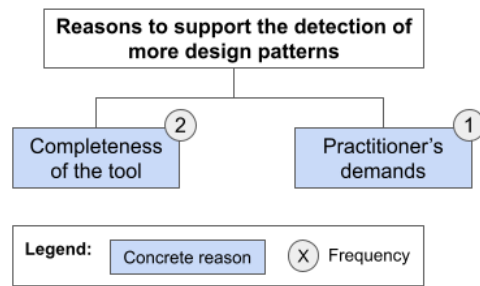 Reasons to support the detection of
more design patterns
2
Completeness
of the tool
1
Practitioner's
demands
Legend:
Concrete reason
X
Frequency